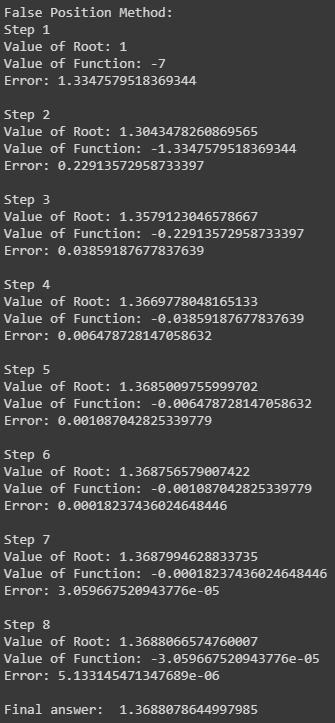 False Position Method:
Step 1
Value of Root: 1
Value of Function: -7
Error: 1.3347579518369344
Step 2
Value of Root: 1.3043478260869565
Value of Function: -1.3347579518369344
Error: 0.22913572958733397
Step 3
Value of Root: 1.3579123046578667
Value of Function: -0.22913572958733397
Error: 0.03859187677837639
Step 4
Value of Root: 1.3669778048165133
Value of Function: -0.03859187677837639
Error: 0.006478728147058632
Step 5
Value of Root: 1.3685009755999702
Value of Function: -0.006478728147058632
Error: 0.001087042825339779
Step 6
Value of Root: 1.368756579007422
Value of Function: -0.001087042825339779
Error: 0.00018237436024648446
Step 7
Value of Root: 1.3687994628833735
Value of Function: -0.00018237436024648446
Error: 3.059667520943776e-05
Step 8
Value of Root: 1.3688066574760007
Value of Function: -3.059667520943776e-05
Error: 5.133145471347689e-06
Final answer:  1.3688078644997985